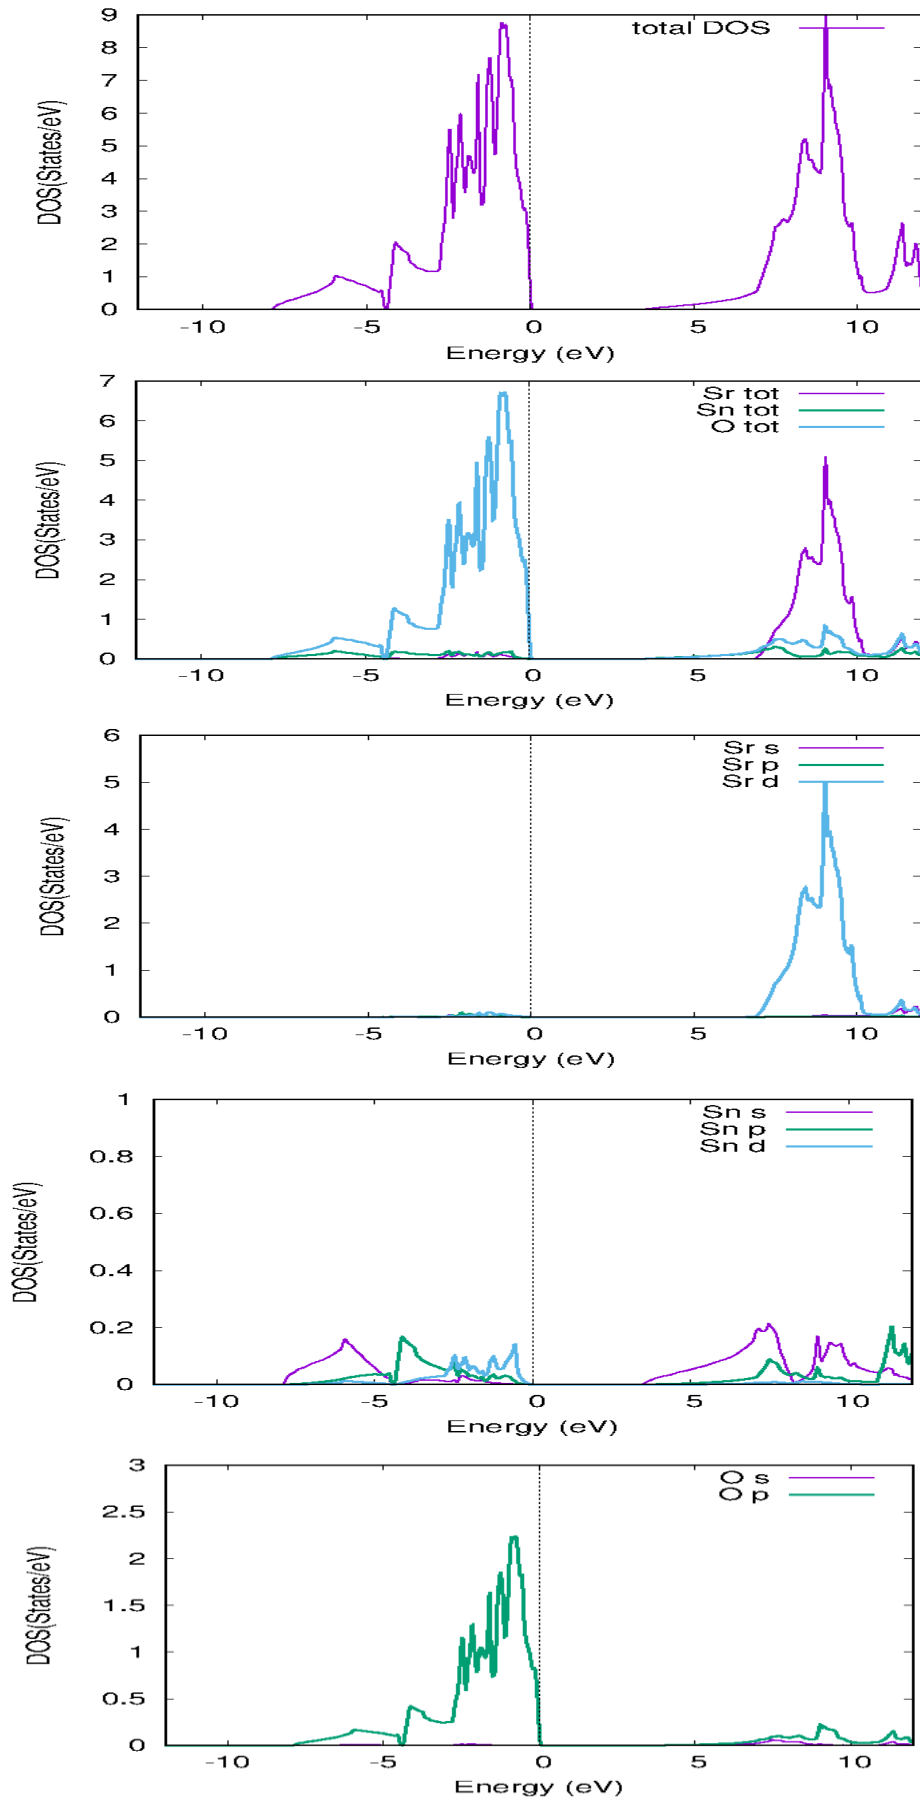 total DOS
DOS(States/eV)
9
8
7
6
5
4
3
2
1
0
-10 -5 0 5 10
Energy (eV)
Sr tot
Sn tot
O tot
DOS(States/eV)
7
6
5
4
3
2
1
0
-10 -5 0 5 10
Energy (eV)
Sr s
Sr p
Sr d
DOS(States/eV)
6
5
4
3
2
1
0
-10 -5 0 5 10
Energy (eV)
Sn s
Sn p
Sn d
DOS(States/eV)
1
0.8
0.6
0.4
0.2
0
-10 -5 0 5 10
Energy (eV)
O s
O p
DOS(States/eV)
3
2.5
2
1.5
1
0.5
0
-10 -5 0 5 10
Energy (eV)